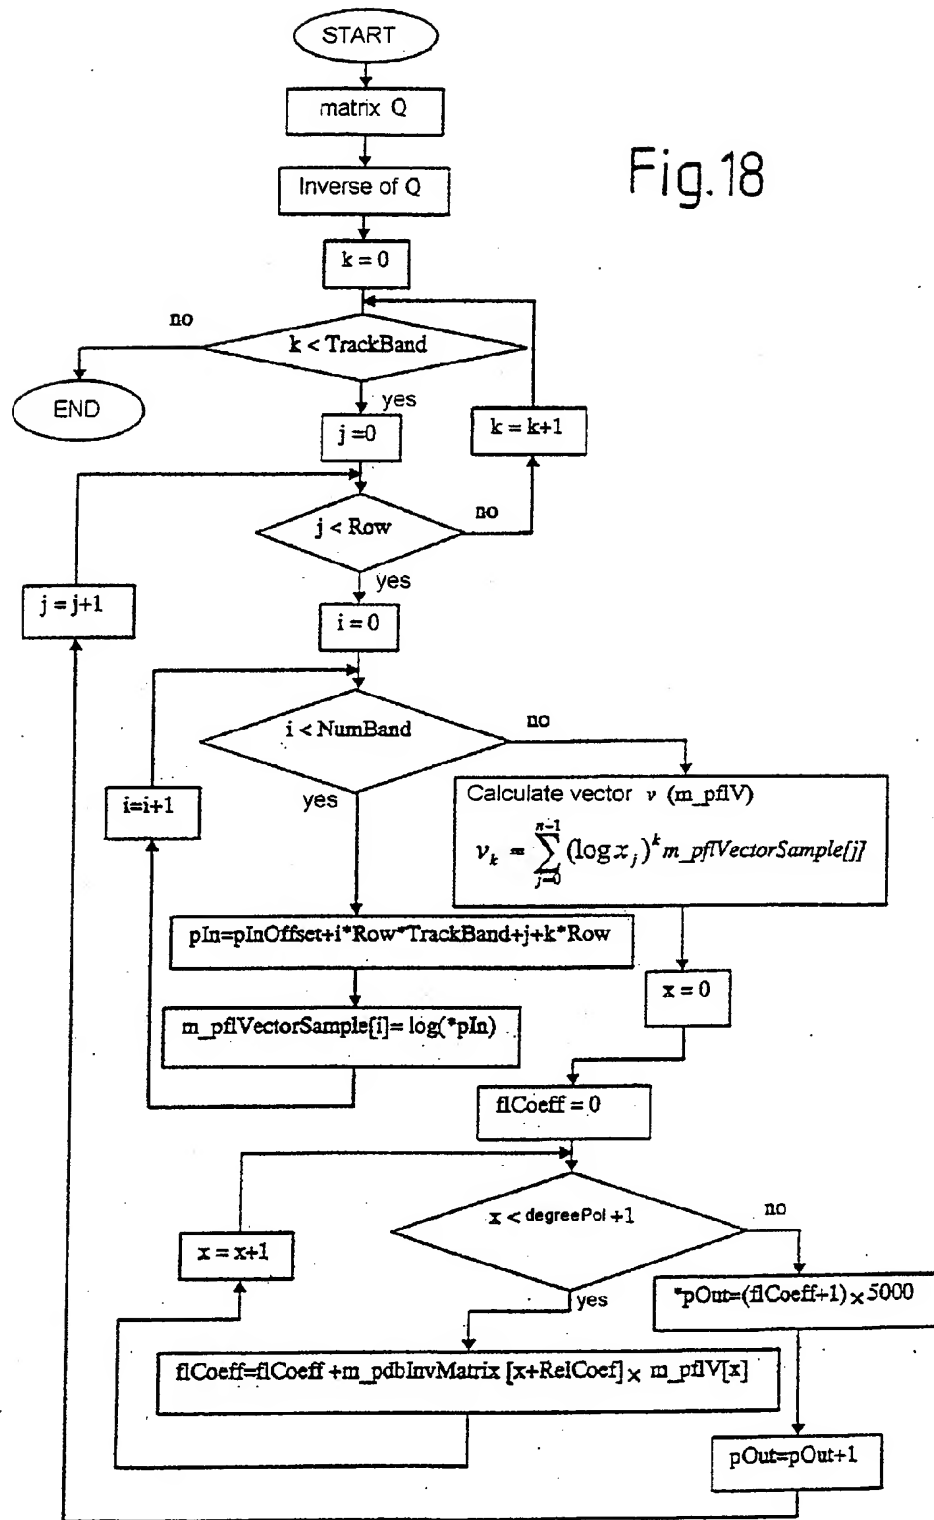 START
matrix Q
Inverse of Q
Fig.18
k = 0
no
k < TrackBand
END
yes
j =0
k = k+1
j < Row
no
yes
j = j+1
i = 0
i < NumBand
no
yes
i=i+1
Calculate vector v (m_pflV)
v_k = \sum_{j=0}^{n-1} (log x_j)^k m_pflVectorSample[j]
pIn=pInOffset+i*Row*TrackBand+j+k*Row
x = 0
m_pflVectorSample[i]= log(*pIn)
flCoeff = 0
x < degreePol +1
no
x = x+1
yes
*pOut=(flCoeff+1) × 5000
flCoeff=flCoeff +m_pdbInvMatrix [x+RelCoef] × m_pflV[x]
pOut=pOut+1